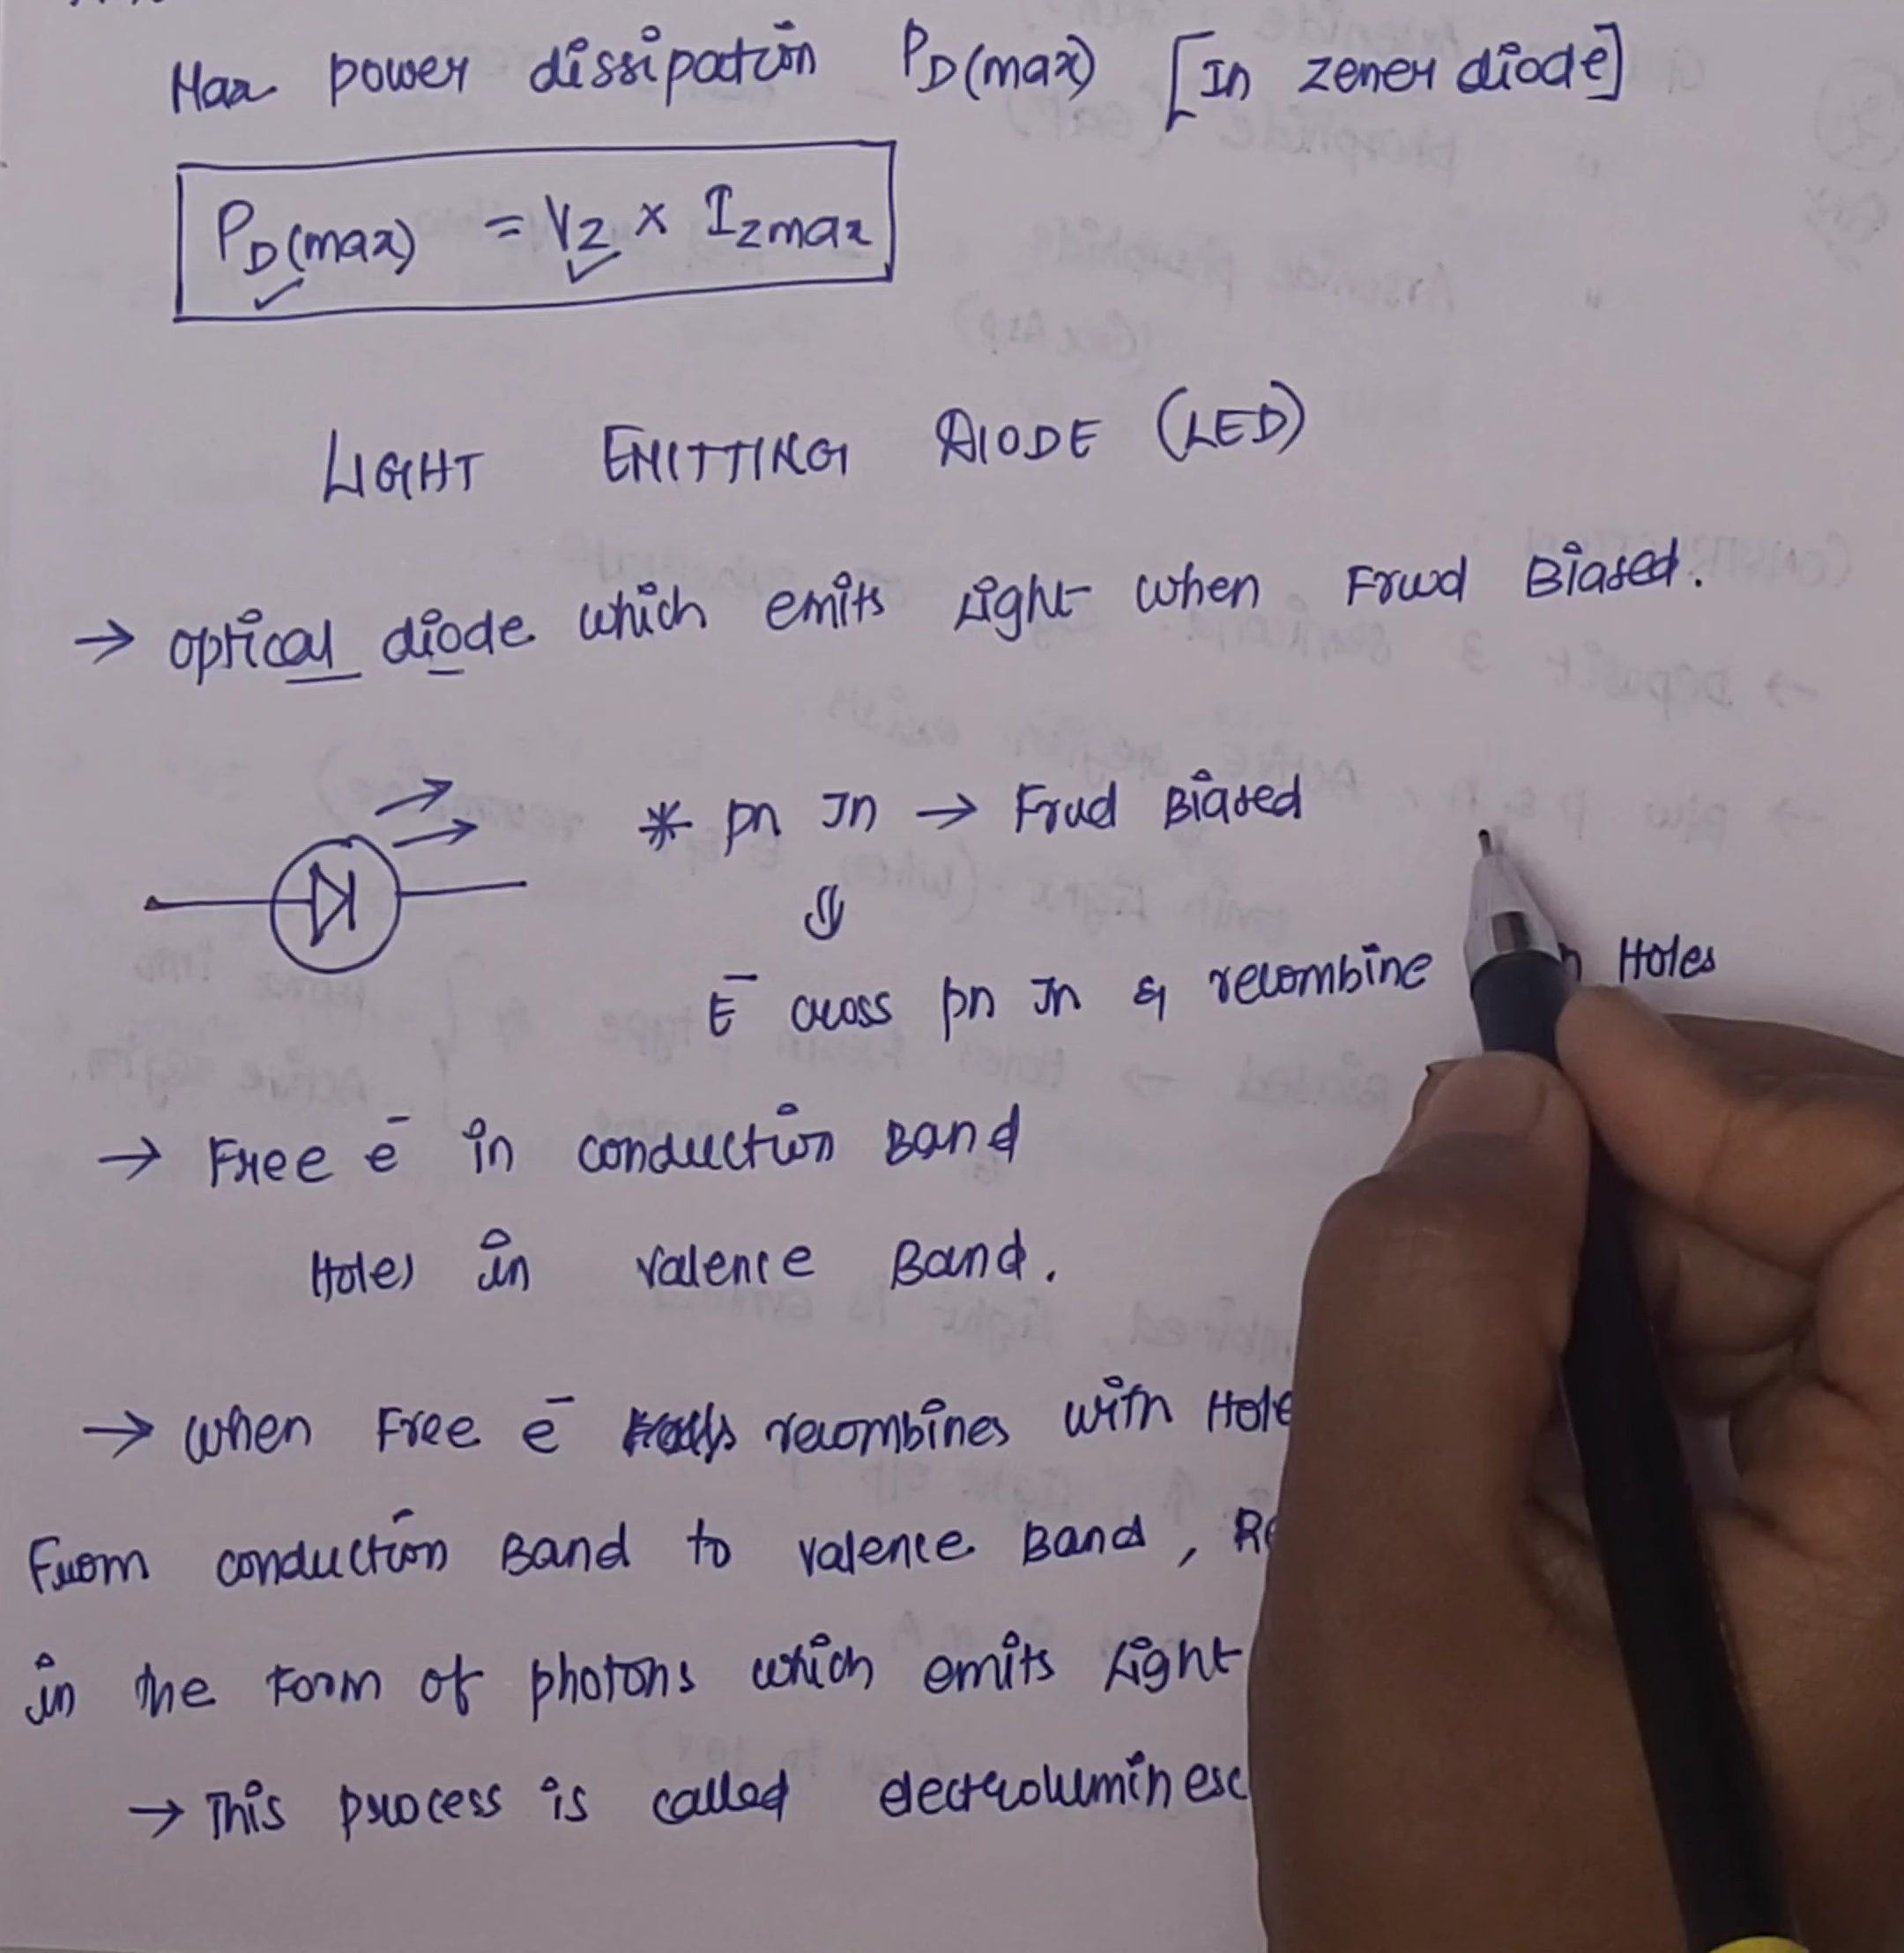 Max power dissipation PD(max) [In zener diode]
PD(max) = VZ × IZmax
LIGHT EMITTING DIODE (LED)
→ optical diode which emits Light when Frwd Biased.
* pn Jn → Frwd Biased
⇓
E⁻ cross pn Jn & recombine Holes
→ Free e⁻ in conduction Band
Holes in valence Band.
→ when Free e⁻ recombines with Hole
From conduction Band to valence Band, Re
in the Form of photons which emits Light
→ This process is called electroluminesc